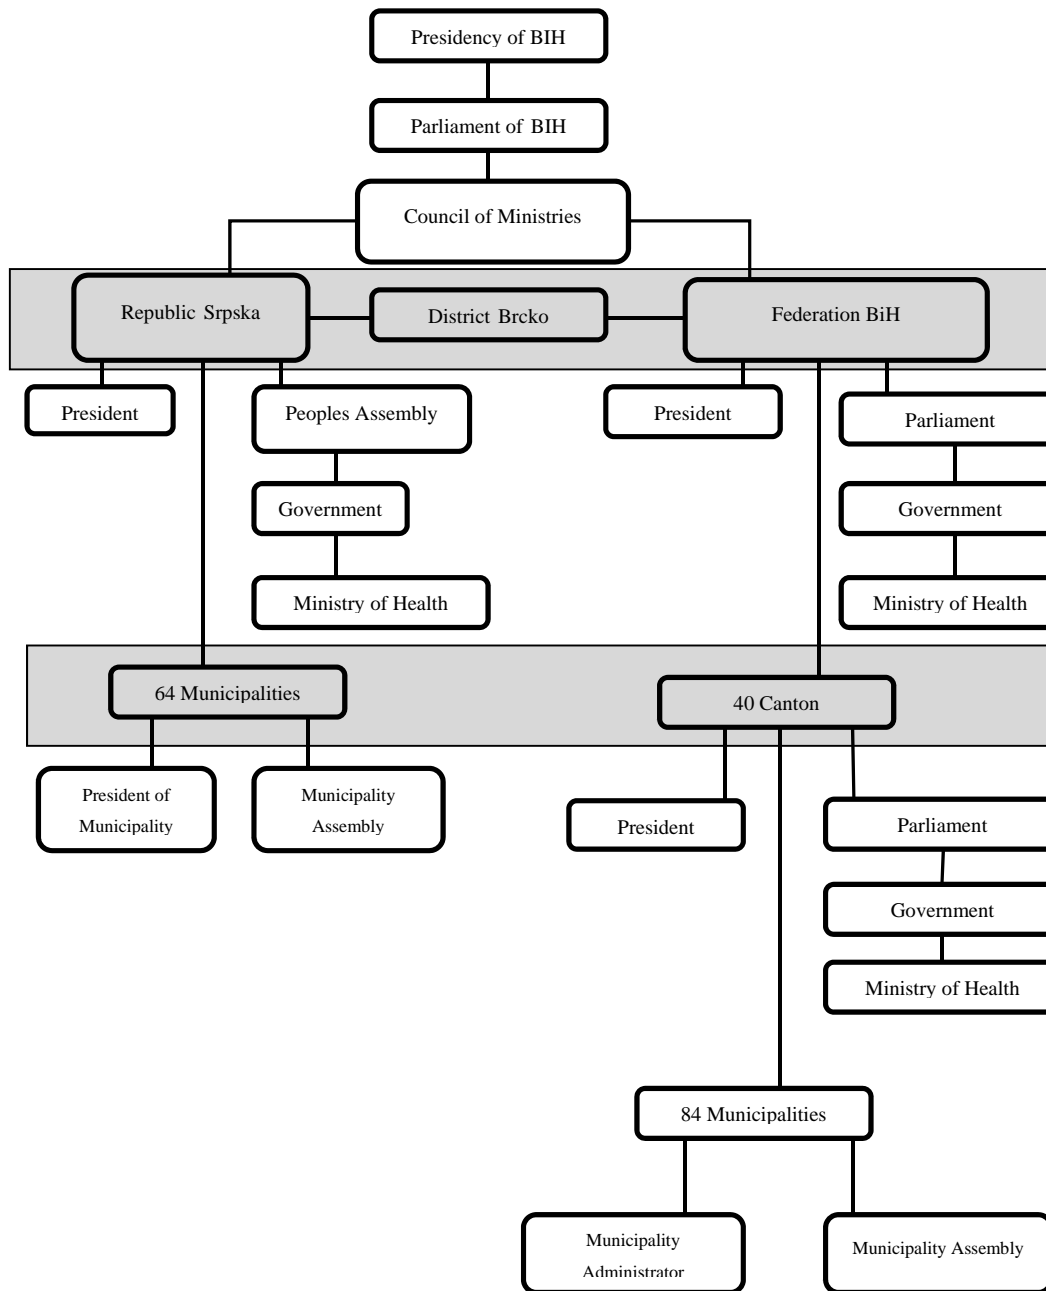 Presidency of BIH
Parliament of BIH
Council of Ministries
Republic Srpska
District Brcko
Federation BiH
President
Peoples Assembly
President
Parliament
Government
Government
Ministry of Health
Ministry of Health
64 Municipalities
40 Canton
President of
Municipality
Municipality
Assembly
President
Parliament
Government
Ministry of Health
84 Municipalities
Municipality
Administrator
Municipality Assembly